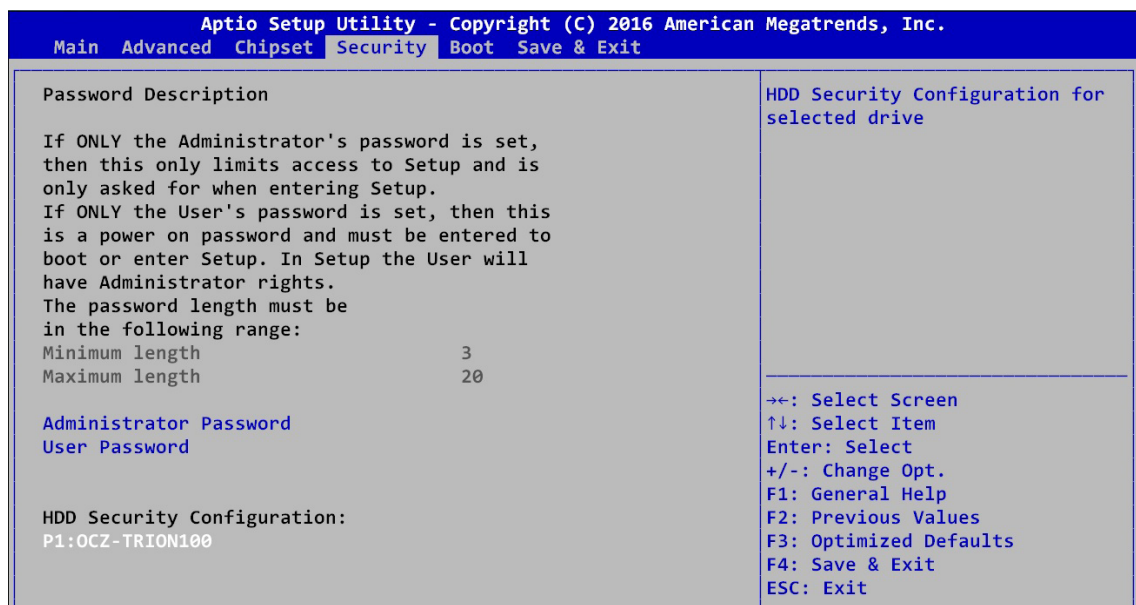 Aptio Setup Utility - Copyright (C) 2016 American Megatrends, Inc.
Main Advanced Chipset Security Boot Save & Exit
Password Description
If ONLY the Administrator's password is set,
then this only limits access to Setup and is
only asked for when entering Setup.
If ONLY the User's password is set, then this
is a power on password and must be entered to
boot or enter Setup. In Setup the User will
have Administrator rights.
The password length must be
in the following range:
Minimum length 3
Maximum length 20
Administrator Password
User Password
HDD Security Configuration:
P1:OCZ-TRION100
HDD Security Configuration for
selected drive
→←: Select Screen
↑↓: Select Item
Enter: Select
+/-: Change Opt.
F1: General Help
F2: Previous Values
F3: Optimized Defaults
F4: Save & Exit
ESC: Exit